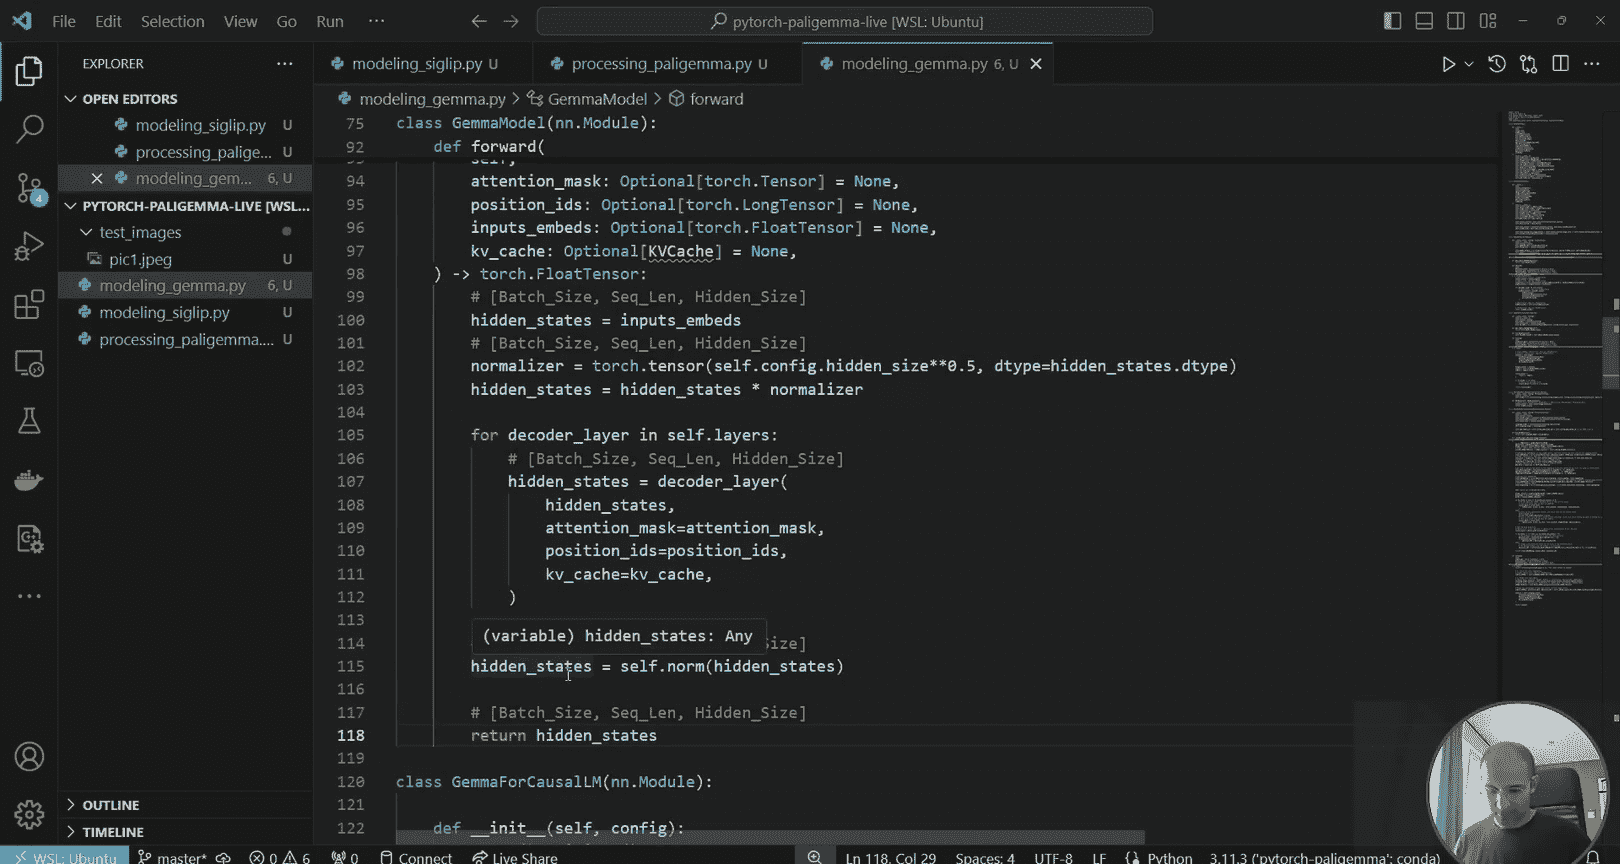 File Edit Selection View Go Run ···
pytorch-paligemma-live [WSL: Ubuntu]
EXPLORER ···
OPEN EDITORS
modeling_siglip.py U
processing_palige... U
modeling_gem... 6, U
PYTORCH-PALIGEMMA-LIVE [WSL...
test_images
pic1.jpeg U
modeling_gemma.py 6, U
modeling_siglip.py U
processing_paligemma.... U
4
OUTLINE
TIMELINE
modeling_siglip.py U processing_paligemma.py U modeling_gemma.py 6, U
modeling_gemma.py > GemmaModel > forward
75 class GemmaModel(nn.Module):
92 def forward(
self,
94 attention_mask: Optional[torch.Tensor] = None,
95 position_ids: Optional[torch.LongTensor] = None,
96 inputs_embeds: Optional[torch.FloatTensor] = None,
97 kv_cache: Optional[KVCache] = None,
98 ) -> torch.FloatTensor:
99 # [Batch_Size, Seq_Len, Hidden_Size]
100 hidden_states = inputs_embeds
101 # [Batch_Size, Seq_Len, Hidden_Size]
102 normalizer = torch.tensor(self.config.hidden_size**0.5, dtype=hidden_states.dtype)
103 hidden_states = hidden_states * normalizer
104
105 for decoder_layer in self.layers:
106 # [Batch_Size, Seq_Len, Hidden_Size]
107 hidden_states = decoder_layer(
108 hidden_states,
109 attention_mask=attention_mask,
110 position_ids=position_ids,
111 kv_cache=kv_cache,
112 )
113
(variable) hidden_states: Any
114 Size]
115 hidden_states = self.norm(hidden_states)
116
117 # [Batch_Size, Seq_Len, Hidden_Size]
118 return hidden_states
119
120 class GemmaForCausalLM(nn.Module):
121
122 def __init__(self, config):
WSL: Ubuntu master* 0 6 0 Connect Live Share Ln 118, Col 29 Spaces: 4 UTF-8 LF Python 3.11.3 ('pytorch-paligemma': conda)